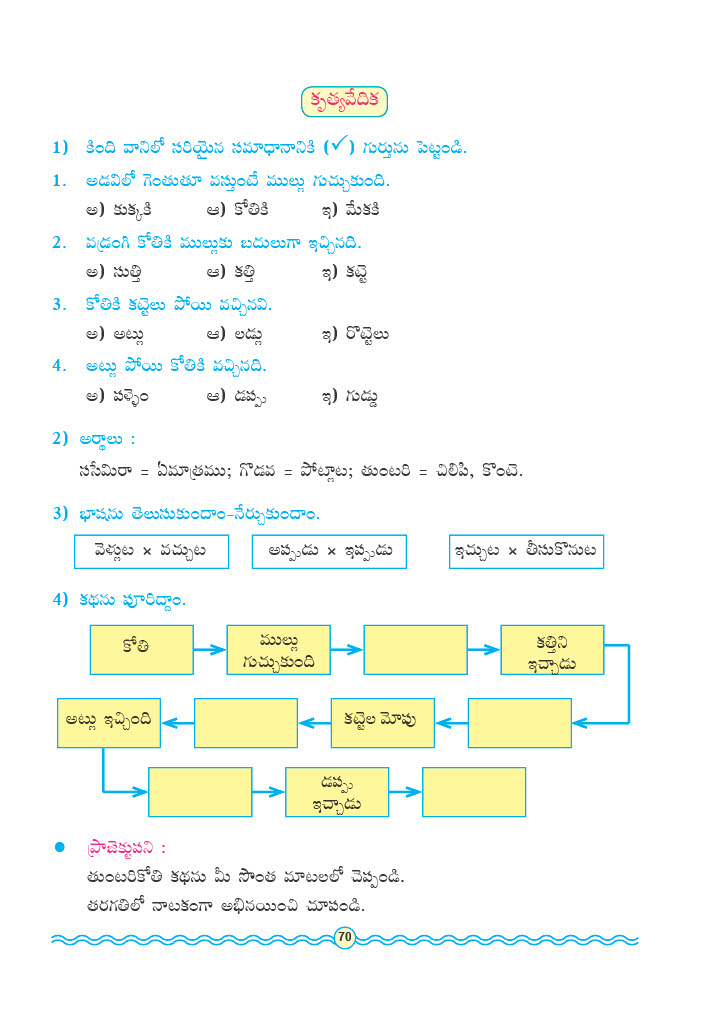 కృత్యవేదిక
1) కింది వానిలో సరియైన సమాధానానికి (✓) గుర్తును పెట్టండి.
1. అడవిలో గెంతుతూ వస్తుంటే ముల్లు గుచ్చుకుంది.
అ) కుక్కకి ఆ) కోతికి ఇ) మేకకి
2. వడ్రంగి కోతికి ముల్లుకు బదులుగా ఇచ్చినది.
అ) సుత్తి ఆ) కత్తి ఇ) కట్టె
3. కోతికి కట్టెలు పోయి వచ్చినవి.
అ) అట్లు ఆ) లడ్లు ఇ) రొట్టెలు
4. అట్లు పోయి కోతికి వచ్చినది.
అ) పళ్ళెం ఆ) డప్పు ఇ) గుడ్డు
2) అర్థాలు :
ససేమిరా = ఏమాత్రము; గొడవ = పోట్లాట; తుంటరి = చిలిపి, కొంటె.
3) భాషను తెలుసుకుందాం-నేర్చుకుందాం.
వెళ్లుట × వచ్చుట అప్పుడు × ఇప్పుడు ఇచ్చుట × తీసుకొనుట
4) కథను పూరిద్దాం.
కోతి
ముల్లు
గుచ్చుకుంది
కత్తిని
ఇచ్చాడు
అట్లు ఇచ్చింది
కట్టెల మోపు
డప్పు
ఇచ్చాడు
ప్రాజెక్టుపని :
తుంటరికోతి కథను మీ సొంత మాటలలో చెప్పండి.
తరగతిలో నాటకంగా అభినయించి చూపండి.
70